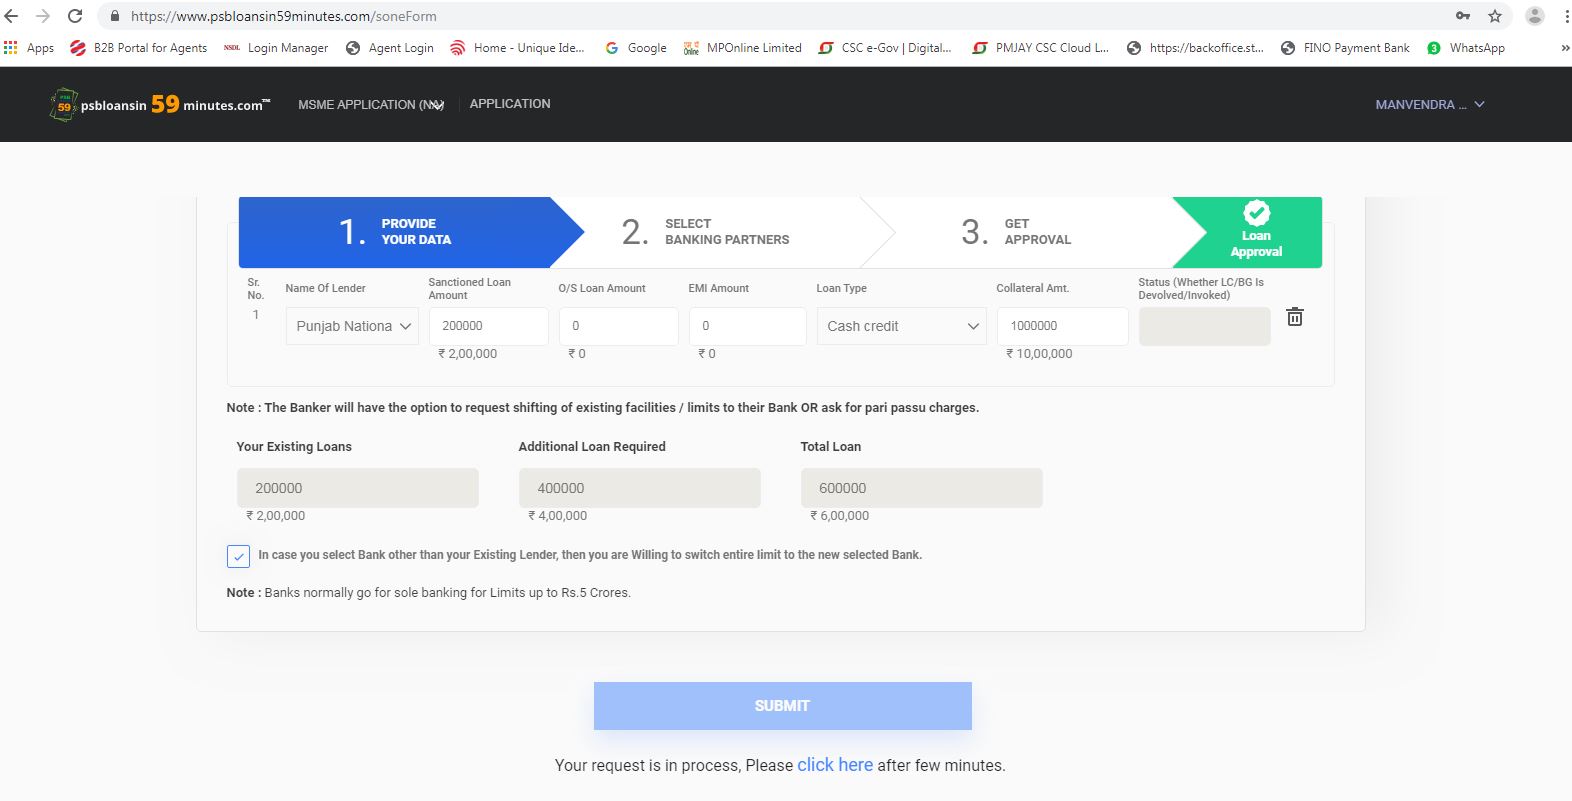 https://www.psbloansin59minutes.com/soneForm
Apps B2B Portal for Agents NSDL Login Manager Agent Login Home - Unique Ide... Google MPOnline Limited CSC e-Gov | Digital... PMJAY CSC Cloud L... https://backoffice.st... FINO Payment Bank 3 WhatsApp »
PSB 59 psbloansin 59 minutes.com™ MSME APPLICATION (NA) APPLICATION MANVENDRA ...
1. PROVIDE
YOUR DATA
2. SELECT
BANKING PARTNERS
3. GET
APPROVAL
Loan
Approval
Sr.
No.
Name Of Lender
Sanctioned Loan
Amount
O/S Loan Amount
EMI Amount
Loan Type
Collateral Amt.
Status (Whether LC/BG Is
Devolved/Invoked)
1 Punjab Nationa 200000 0 0 Cash credit 1000000
₹ 2,00,000 ₹ 0 ₹ 0 ₹ 10,00,000
Note : The Banker will have the option to request shifting of existing facilities / limits to their Bank OR ask for pari passu charges.
Your Existing Loans Additional Loan Required Total Loan
200000 400000 600000
₹ 2,00,000 ₹ 4,00,000 ₹ 6,00,000
In case you select Bank other than your Existing Lender, then you are Willing to switch entire limit to the new selected Bank.
Note : Banks normally go for sole banking for Limits up to Rs.5 Crores.
SUBMIT
Your request is in process, Please click here after few minutes.